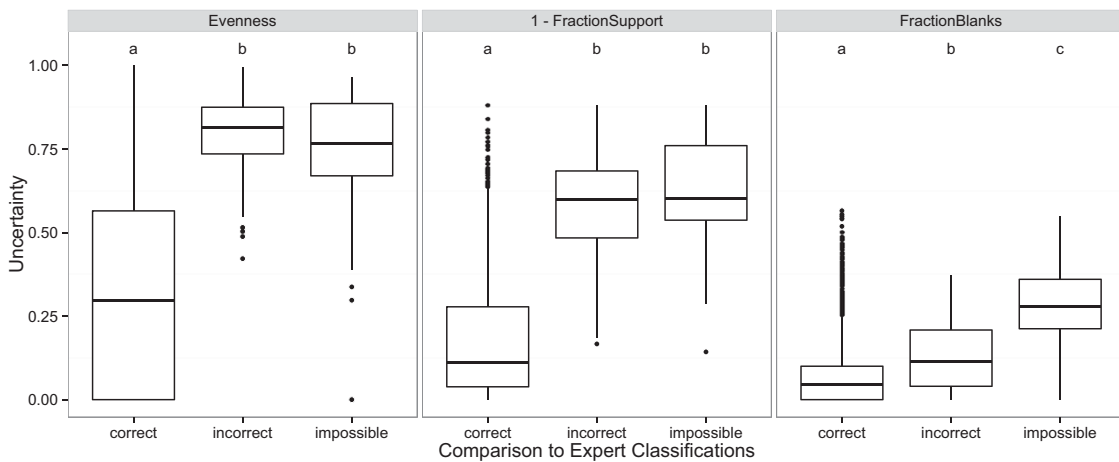 Evenness
1 - FractionSupport
FractionBlanks
a
b
b
a
b
b
a
b
c
Uncertainty
1.00
0.75
0.50
0.25
0.00
correct
incorrect
impossible
correct
incorrect
impossible
correct
incorrect
impossible
Comparison to Expert Classifications